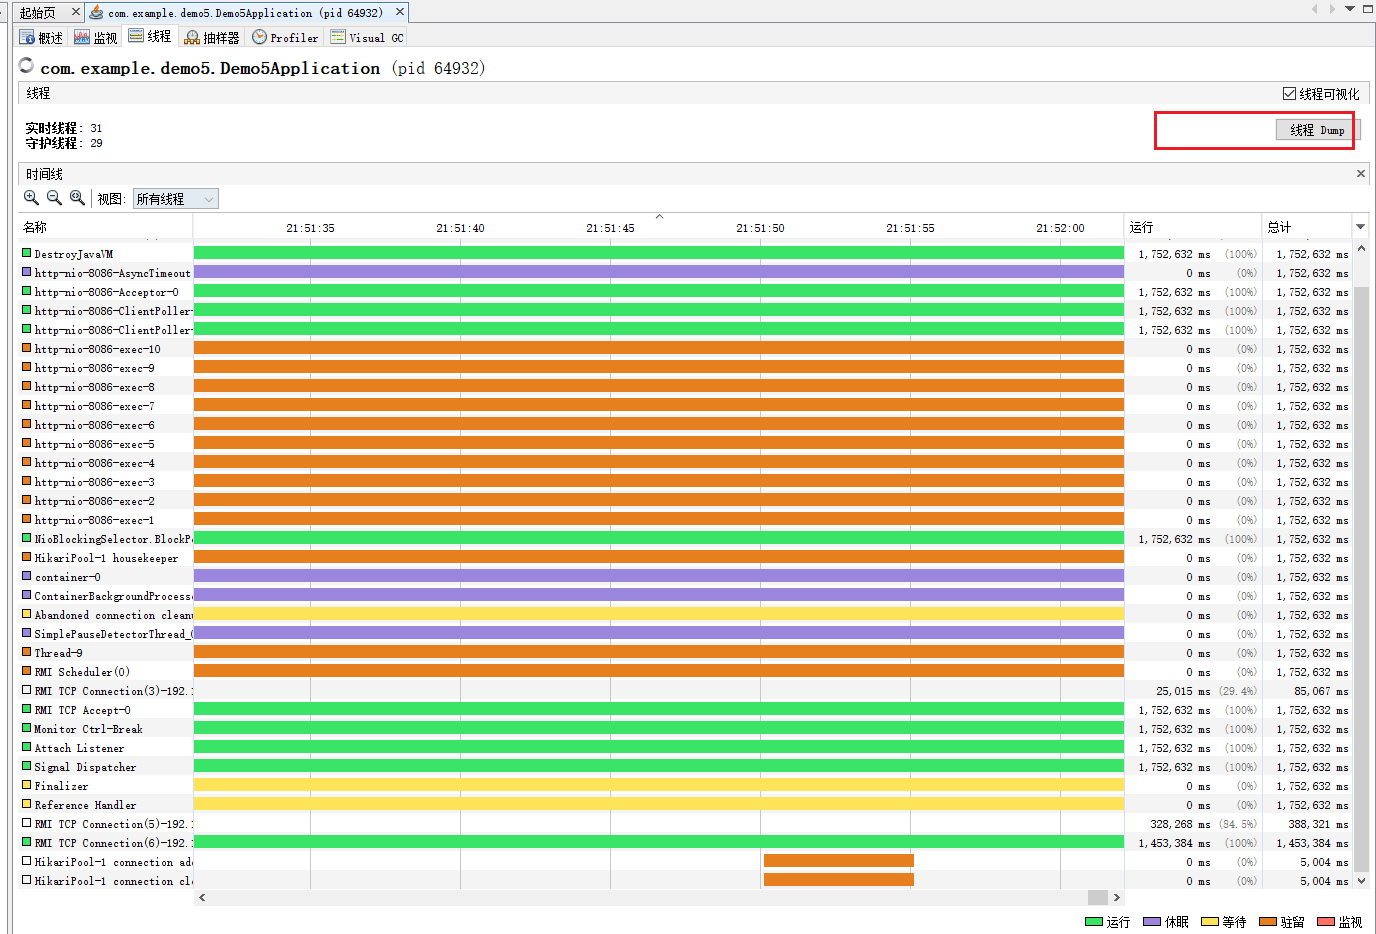 起始页
com.example.demo5.Demo5Application (pid 64932)
概述 监视 线程 抽样器 Profiler Visual GC
com.example.demo5.Demo5Application (pid 64932)
线程
线程可视化
实时线程: 31
守护线程: 29
线程 Dump
时间线
视图: 所有线程
名称 21:51:35 21:51:40 21:51:45 21:51:50 21:51:55 21:52:00 运行 总计
DestroyJavaVM 1,752,632 ms (100%) 1,752,632 ms
http-nio-8086-AsyncTimeout 0 ms (0%) 1,752,632 ms
http-nio-8086-Acceptor-0 1,752,632 ms (100%) 1,752,632 ms
http-nio-8086-ClientPoller- 1,752,632 ms (100%) 1,752,632 ms
http-nio-8086-ClientPoller- 1,752,632 ms (100%) 1,752,632 ms
http-nio-8086-exec-10 0 ms (0%) 1,752,632 ms
http-nio-8086-exec-9 0 ms (0%) 1,752,632 ms
http-nio-8086-exec-8 0 ms (0%) 1,752,632 ms
http-nio-8086-exec-7 0 ms (0%) 1,752,632 ms
http-nio-8086-exec-6 0 ms (0%) 1,752,632 ms
http-nio-8086-exec-5 0 ms (0%) 1,752,632 ms
http-nio-8086-exec-4 0 ms (0%) 1,752,632 ms
http-nio-8086-exec-3 0 ms (0%) 1,752,632 ms
http-nio-8086-exec-2 0 ms (0%) 1,752,632 ms
http-nio-8086-exec-1 0 ms (0%) 1,752,632 ms
NioBlockingSelector.BlockPo 1,752,632 ms (100%) 1,752,632 ms
HikariPool-1 housekeeper 0 ms (0%) 1,752,632 ms
container-0 0 ms (0%) 1,752,632 ms
ContainerBackgroundProcesso 0 ms (0%) 1,752,632 ms
Abandoned connection cleanu 0 ms (0%) 1,752,632 ms
SimplePauseDetectorThread_0 0 ms (0%) 1,752,632 ms
Thread-9 0 ms (0%) 1,752,632 ms
RMI Scheduler(0) 0 ms (0%) 1,752,632 ms
RMI TCP Connection(3)-192.1 25,015 ms (29.4%) 85,067 ms
RMI TCP Accept-0 1,752,632 ms (100%) 1,752,632 ms
Monitor Ctrl-Break 1,752,632 ms (100%) 1,752,632 ms
Attach Listener 1,752,632 ms (100%) 1,752,632 ms
Signal Dispatcher 1,752,632 ms (100%) 1,752,632 ms
Finalizer 0 ms (0%) 1,752,632 ms
Reference Handler 0 ms (0%) 1,752,632 ms
RMI TCP Connection(5)-192.1 328,268 ms (84.5%) 388,321 ms
RMI TCP Connection(6)-192.1 1,453,384 ms (100%) 1,453,384 ms
HikariPool-1 connection add 0 ms (0%) 5,004 ms
HikariPool-1 connection clo 0 ms (0%) 5,004 ms
运行 休眠 等待 驻留 监视